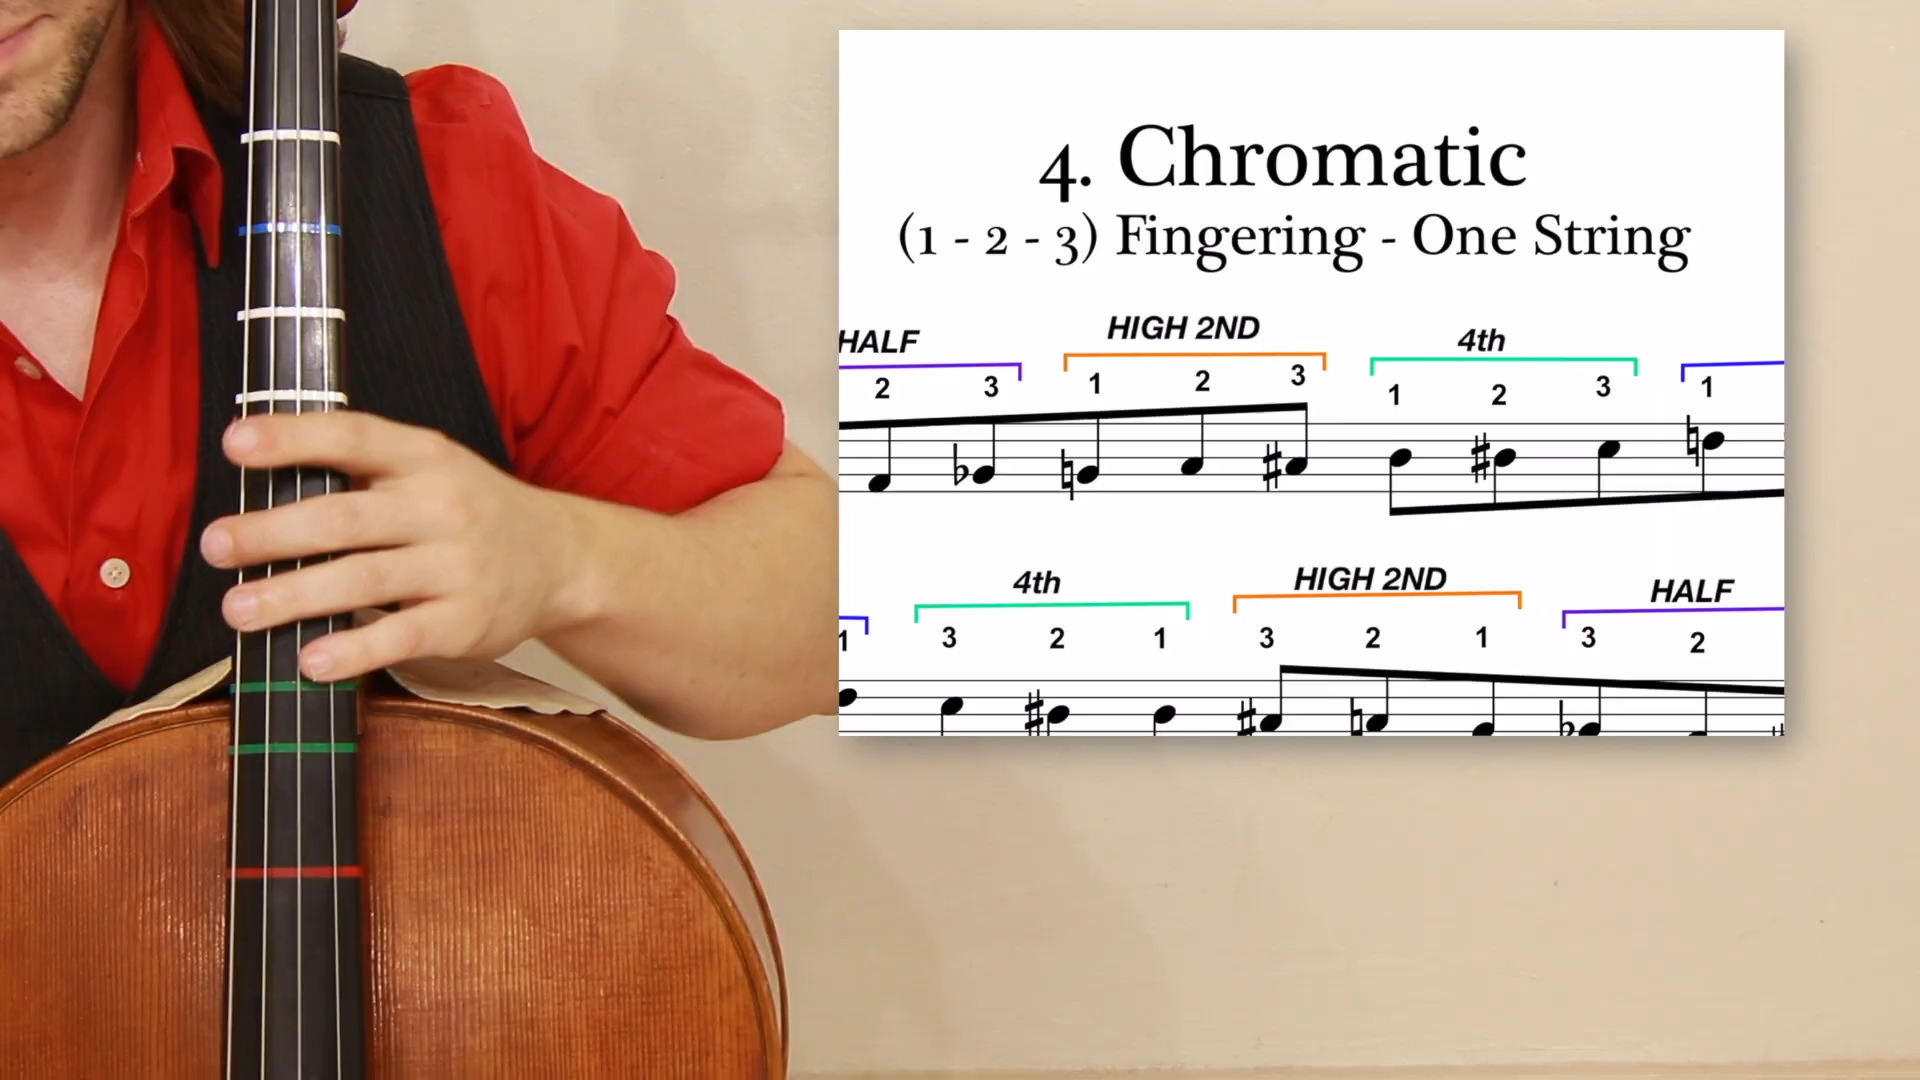 4. Chromatic
(1 - 2 - 3) Fingering - One String
HALF HIGH 2ND 4th
2 3 1 2 3 1 2 3 1
4th HIGH 2ND HALF
1 3 2 1 3 2 1 3 2